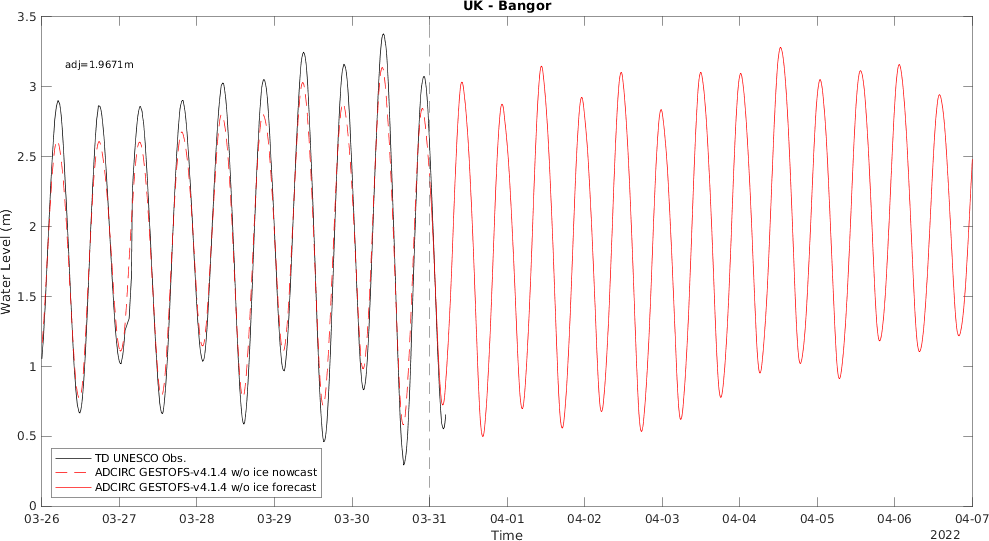 UK - Bangor
3.5
adj=1.9671m
3
2.5
2
1.5
1
0.5
0
Water Level (m)
TD UNESCO Obs.
ADCIRC GESTOFS-v4.1.4 w/o ice nowcast
ADCIRC GESTOFS-v4.1.4 w/o ice forecast
03-26 03-27 03-28 03-29 03-30 03-31 04-01 04-02 04-03 04-04 04-05 04-06 04-07
Time
2022